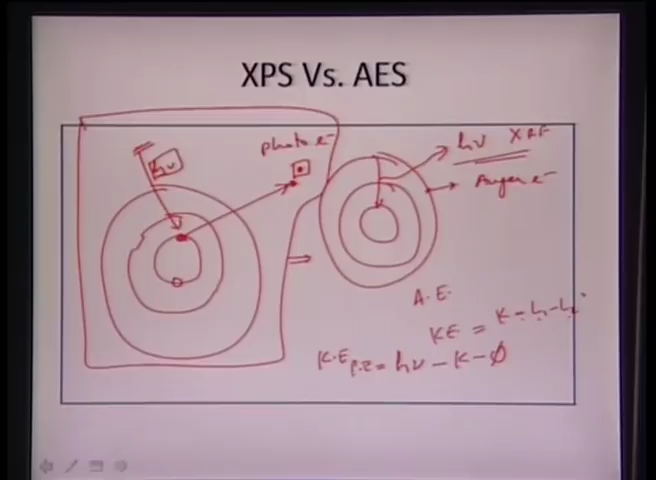 XPS Vs. AES
hν
photo e-
hν XRF
Auger e-
A.E.
KE = K - L₁ - L₂
K.E p.e = hν - K - Ø